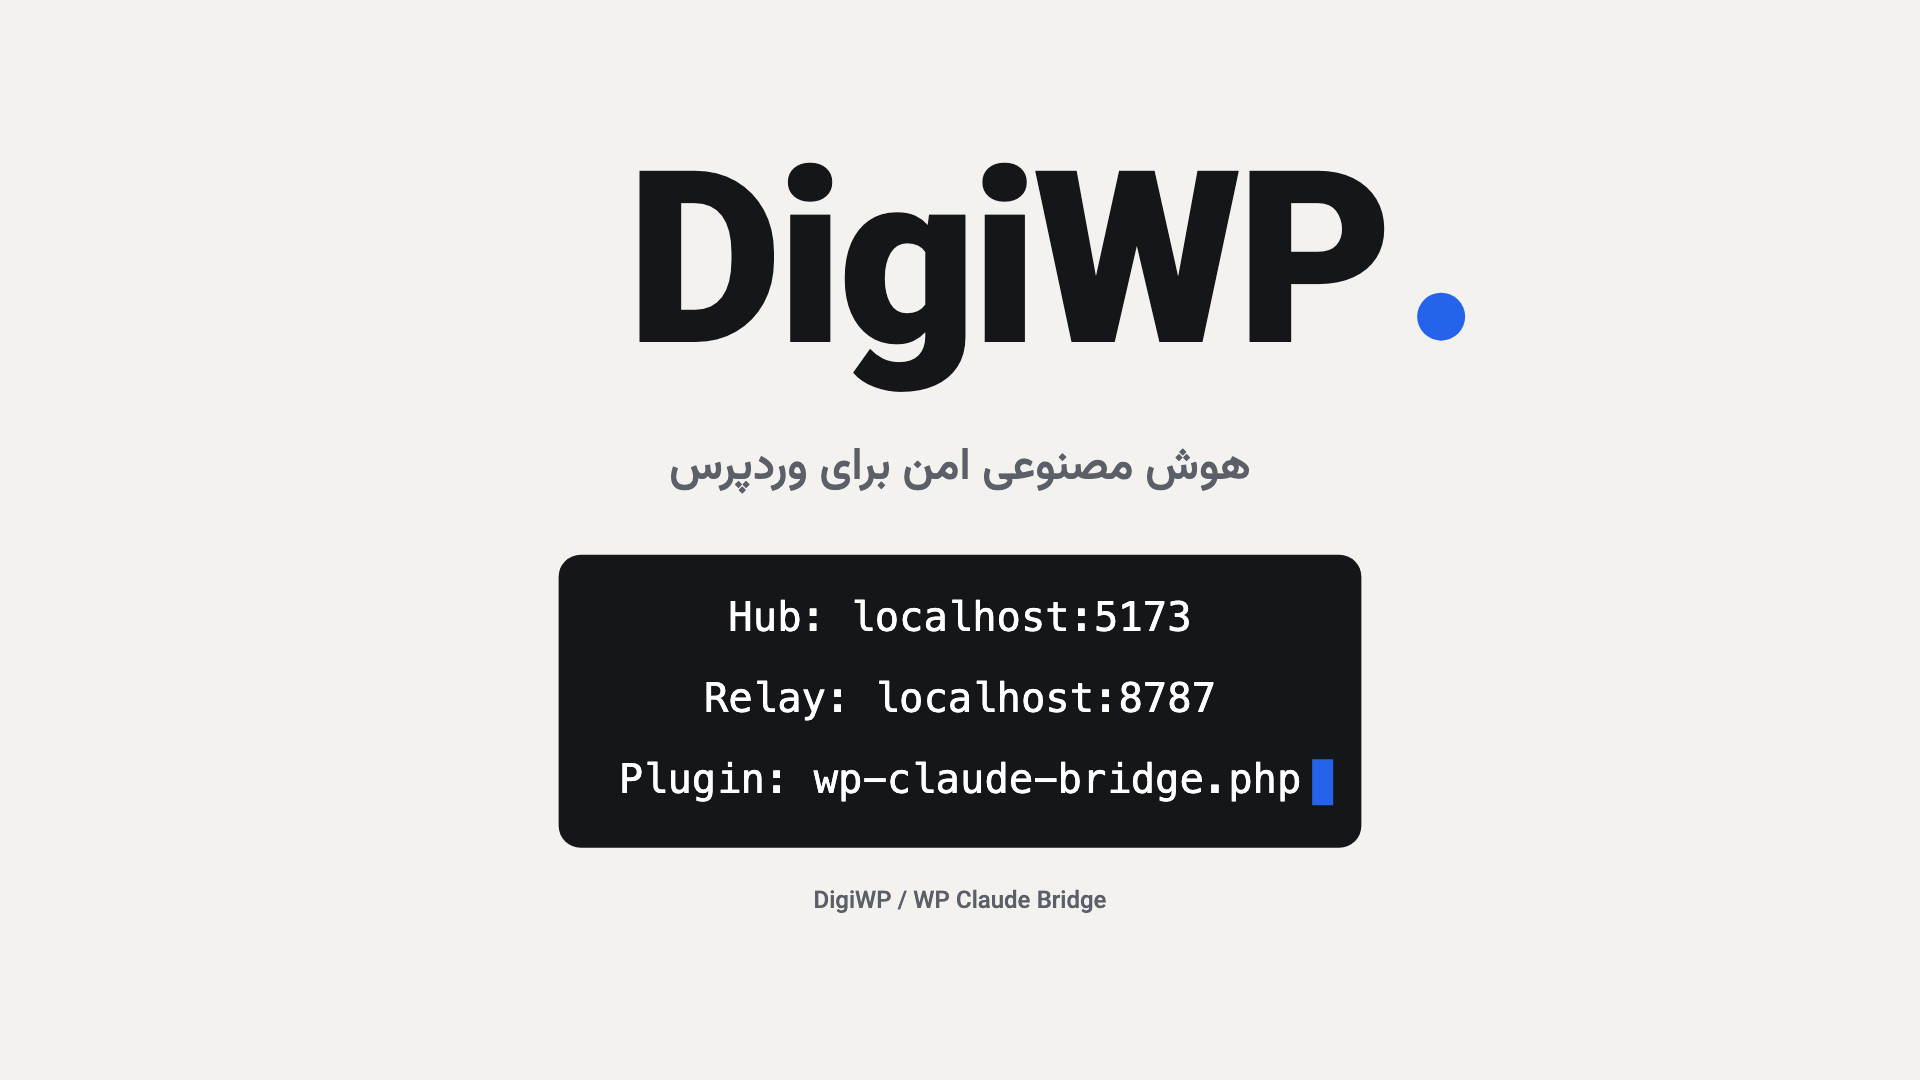 DigiWP.
هوش مصنوعی امن برای وردپرس
Hub: localhost:5173
Relay: localhost:8787
Plugin: wp-claude-bridge.php
DigiWP / WP Claude Bridge